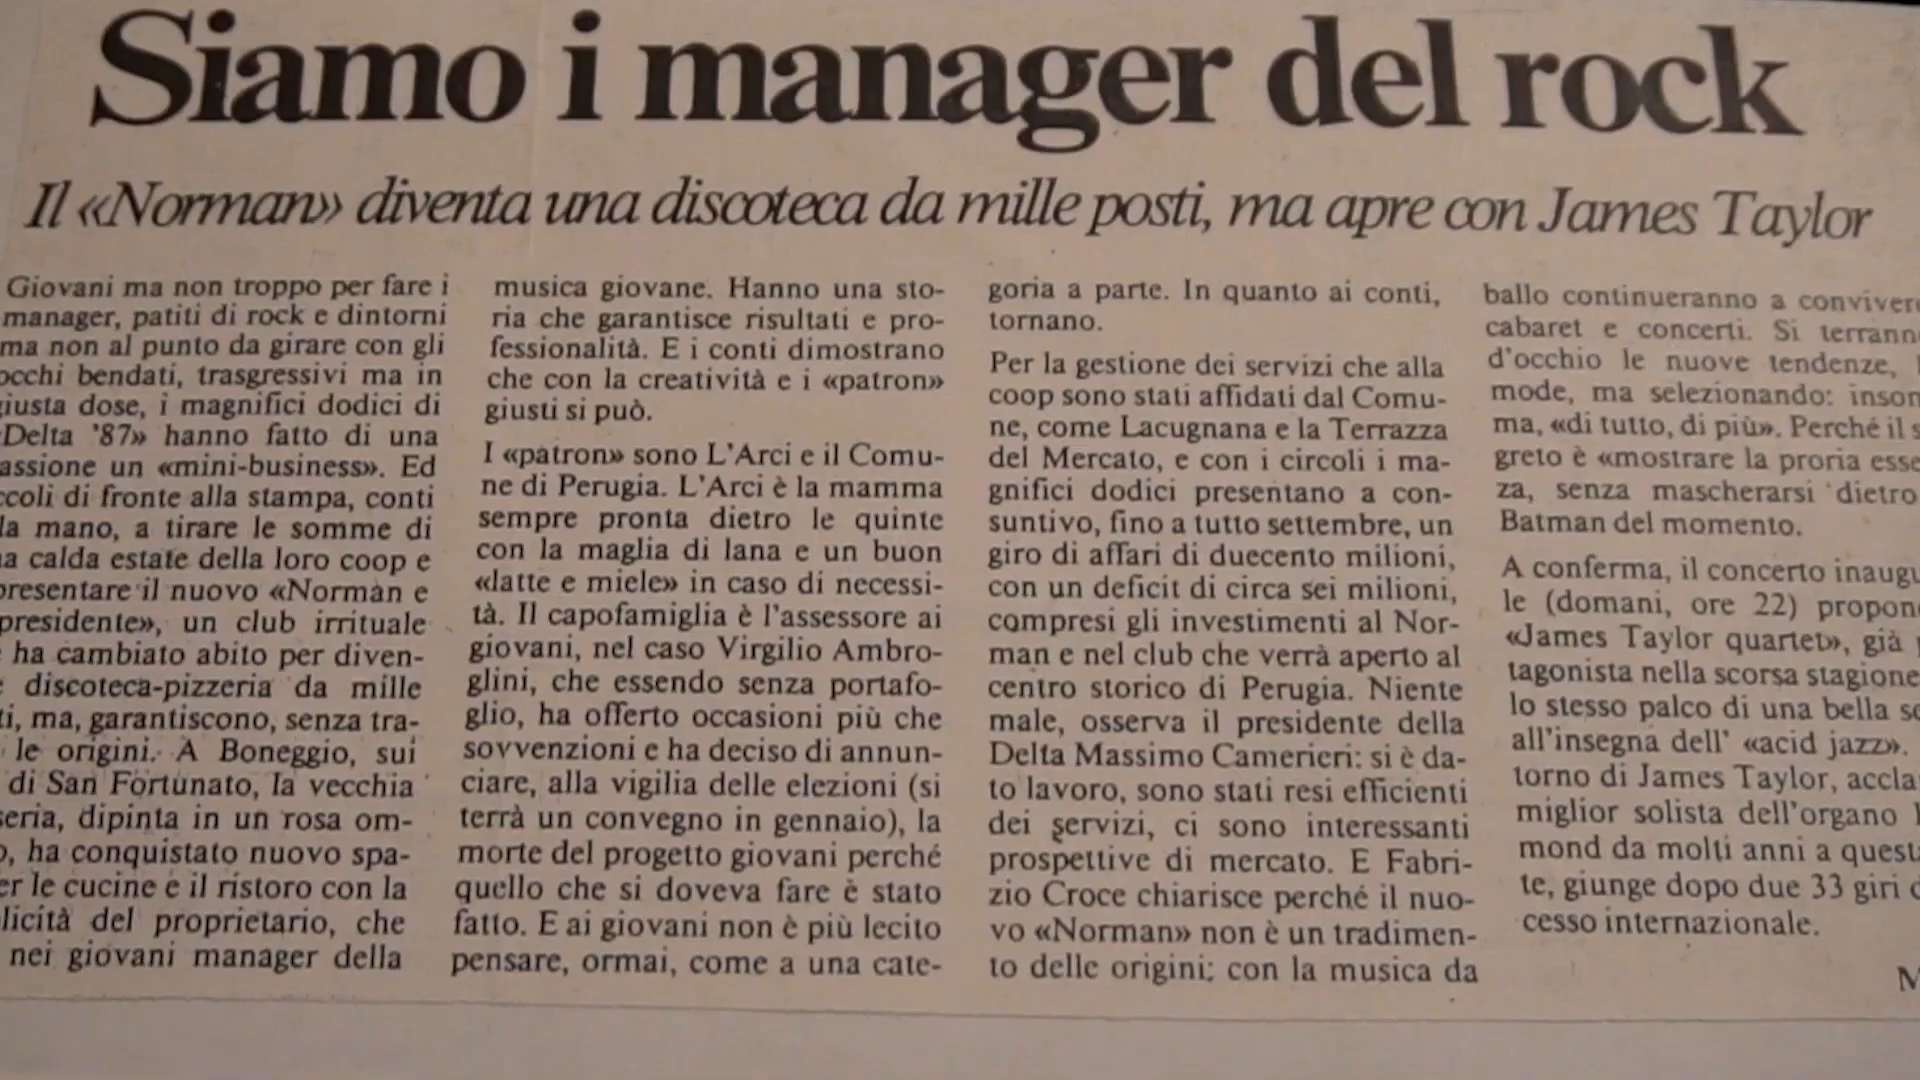 Siamo i manager del rock
Il «Norman» diventa una discoteca da mille posti, ma apre con James Taylor
Giovani ma non troppo per fare i
manager, patiti di rock e dintorni
ma non al punto da girare con gli
occhi bendati, trasgressivi ma in
giusta dose, i magnifici dodici di
«Delta '87» hanno fatto di una
assione un «mini-business». Ed
ccoli di fronte alla stampa, conti
la mano, a tirare le somme di
a calda estate della loro coop e
presentare il nuovo «Norman e
presidente», un club irrituale
ha cambiato abito per diven-
discoteca-pizzeria da mille
ti, ma, garantiscono, senza tra-
le origini. A Boneggio, sui
di San Fortunato, la vecchia
seria, dipinta in un rosa om-
o, ha conquistato nuovo spa-
er le cucine e il ristoro con la
licità del proprietario, che
nei giovani manager della
musica giovane. Hanno una sto-
ria che garantisce risultati e pro-
fessionalità. E i conti dimostrano
che con la creatività e i «patron»
giusti si può.
I «patron» sono L'Arci e il Comu-
ne di Perugia. L'Arci è la mamma
sempre pronta dietro le quinte
con la maglia di lana e un buon
«latte e miele» in caso di necessi-
tà. Il capofamiglia è l'assessore ai
giovani, nel caso Virgilio Ambro-
glini, che essendo senza portafo-
glio, ha offerto occasioni più che
sovvenzioni e ha deciso di annun-
ciare, alla vigilia delle elezioni (si
terrà un convegno in gennaio), la
morte del progetto giovani perché
quello che si doveva fare è stato
fatto. E ai giovani non è più lecito
pensare, ormai, come a una cate-
goria a parte. In quanto ai conti,
tornano.
Per la gestione dei servizi che alla
coop sono stati affidati dal Comu-
ne, come Lacugnana e la Terrazza
del Mercato, e con i circoli i ma-
gnifici dodici presentano a con-
suntivo, fino a tutto settembre, un
giro di affari di duecento milioni,
con un deficit di circa sei milioni,
compresi gli investimenti al Nor-
man e nel club che verrà aperto al
centro storico di Perugia. Niente
male, osserva il presidente della
Delta Massimo Camerieri: si è da-
to lavoro, sono stati resi efficienti
dei servizi, ci sono interessanti
prospettive di mercato. E Fabri-
zio Croce chiarisce perché il nuo-
vo «Norman» non è un tradimen-
to delle origini: con la musica da
ballo continueranno a convivere
cabaret e concerti. Si terranno
d'occhio le nuove tendenze, l
mode, ma selezionando: insom-
ma, «di tutto, di più». Perché il s
greto è «mostrare la proria esse
za, senza mascherarsi dietro
Batman del momento.
A conferma, il concerto inaugu
le (domani, ore 22) propone
«James Taylor quartet», già p
tagonista nella scorsa stagione
lo stesso palco di una bella se
all'insegna dell' «acid jazz».
torno di James Taylor, accla
miglior solista dell'organo
mond da molti anni a questa
te, giunge dopo due 33 giri
cesso internazionale.
M